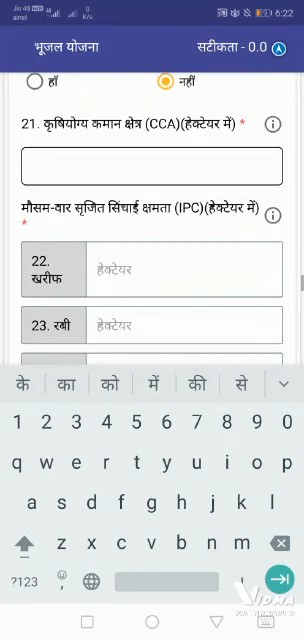 Jio 4G
airtel
0
K/s
6:22
भूजल योजना
सटीकता - 0.0 A
हाँ
नहीं
21. कृषियोग्य कमान क्षेत्र (CCA)(हेक्टेयर में) *
मौसम-वार सृजित सिंचाई क्षमता (IPC)(हेक्टेयर में)
*
22.
खरीफ
हेक्टेयर
23. रबी
हेक्टेयर
के का को में की से
1 2 3 4 5 6 7 8 9 0
q w e r t y u i o p
a s d f g h j k l
z x c v b n m
?123 , !